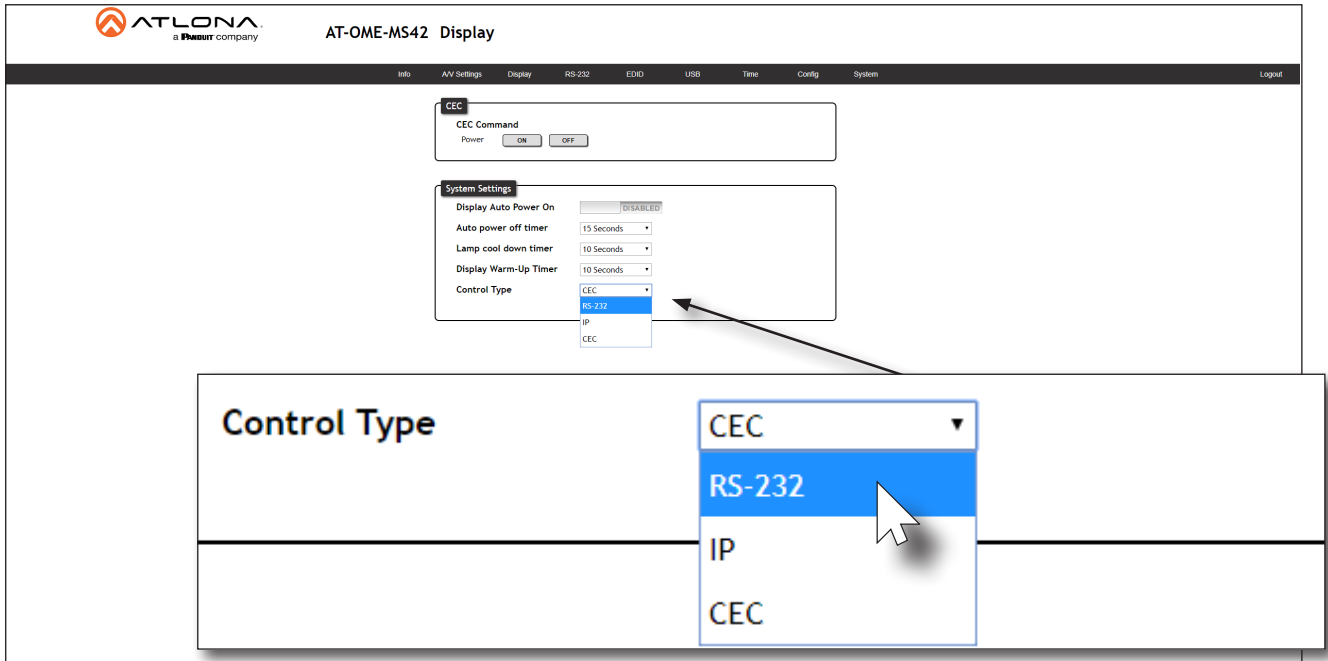 ATLONA.
a PANDUIT company
AT-OME-MS42 Display
Info A/V Settings Display RS-232 EDID USB Time Config System Logout
CEC
CEC Command
Power ON OFF
System Settings
Display Auto Power On DISABLED
Auto power off timer 15 Seconds
Lamp cool down timer 10 Seconds
Display Warm-Up Timer 10 Seconds
Control Type CEC
RS-232
IP
CEC
Control Type CEC
RS-232
IP
CEC